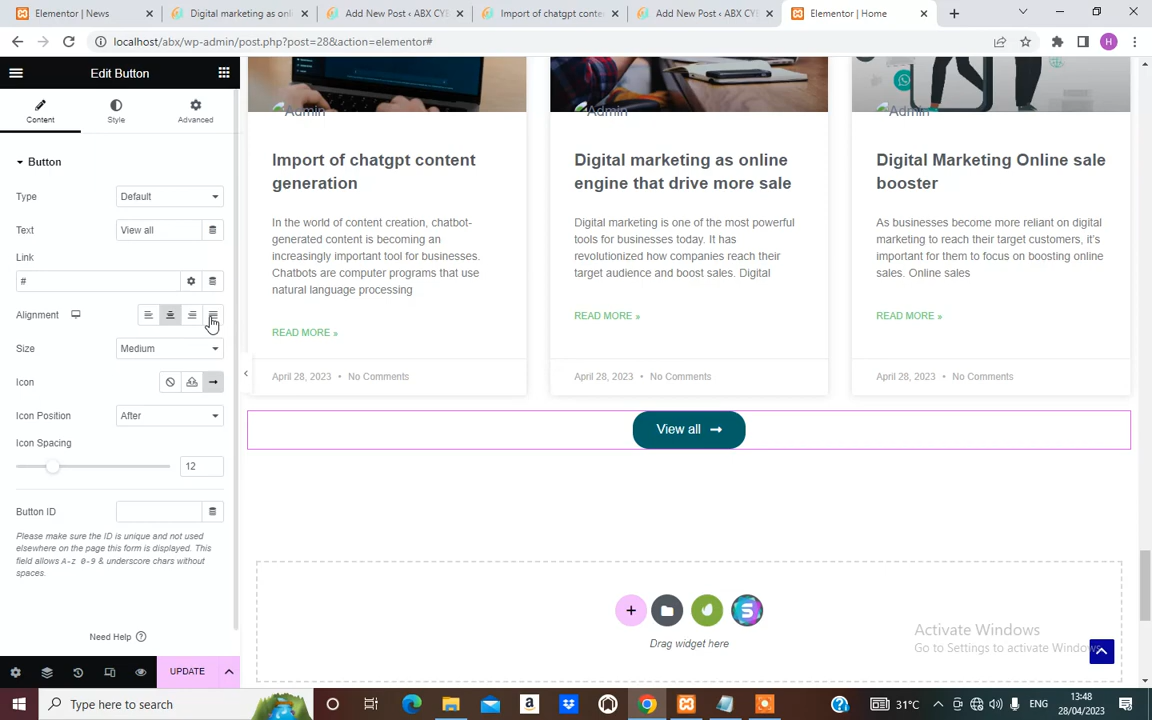 Elementor | News
Digital marketing as onli
Add New Post ‹ ABX CYE
Import of chatgpt conte
Add New Post ‹ ABX CYE
Elementor | Home
localhost/abx/wp-admin/post.php?post=28&action=elementor#
H
Edit Button
Content
Style
Advanced
Button
Type
Default
Text
View all
Link
#
Alignment
Size
Medium
Icon
Icon Position
After
Icon Spacing
12
Button ID
Please make sure the ID is unique and not used
elsewhere on the page this form is displayed. This
field allows A-z 0-9 & underscore chars without
spaces.
Need Help
UPDATE
Admin
Admin
Admin
Import of chatgpt content
generation
In the world of content creation, chatbot-
generated content is becoming an
increasingly important tool for businesses.
Chatbots are computer programs that use
natural language processing
READ MORE »
April 28, 2023 • No Comments
Digital marketing as online
engine that drive more sale
Digital marketing is one of the most powerful
tools for businesses today. It has
revolutionized how companies reach their
target audience and boost sales. Digital
READ MORE »
April 28, 2023 • No Comments
Digital Marketing Online sale
booster
As businesses become more reliant on digital
marketing to reach their target customers, it's
important for them to focus on boosting online
sales. Online sales
READ MORE »
April 28, 2023 • No Comments
View all
Drag widget here
Activate Windows
Go to Settings to activate Windows.
Type here to search
31°C
ENG
13:48
28/04/2023